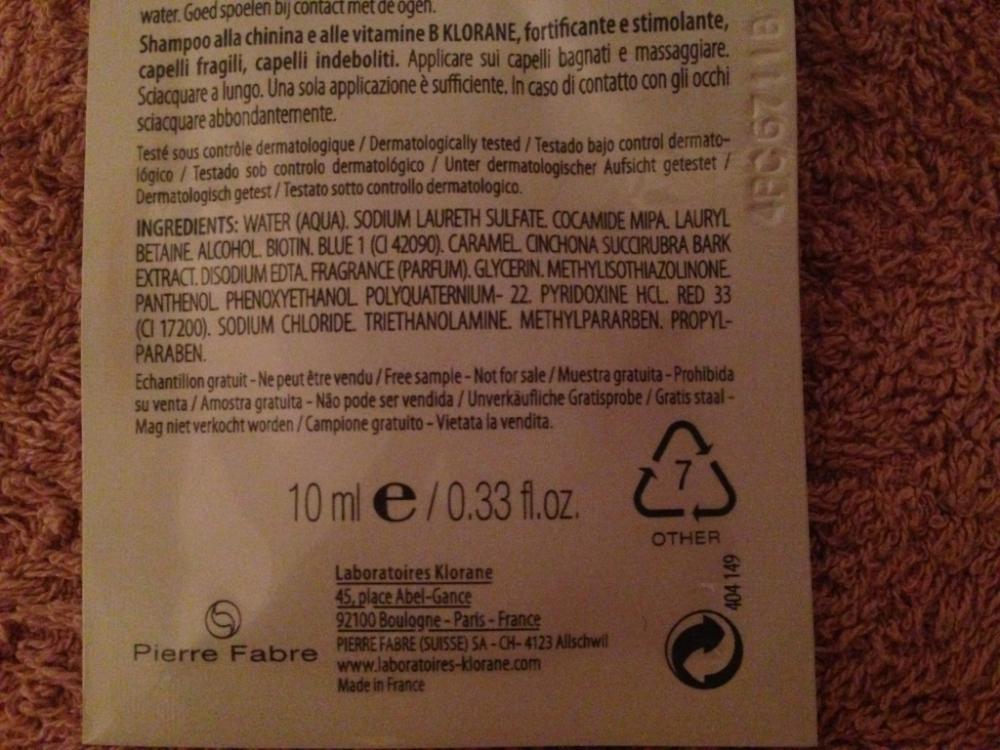 water. Goed spoelen bij contact met de ogen.
Shampoo alla chinina e alle vitamine B KLORANE, fortificante e stimolante,
capelli fragili, capelli indeboliti. Applicare sui capelli bagnati e massaggiare.
Sciacquare a lungo. Una sola applicazione è sufficiente. In caso di contatto con gli occhi
sciacquare abbondantemente.
Testé sous contrôle dermatologique / Dermatologically tested / Testado bajo control dermato-
lógico / Testado sob controlo dermatológico / Unter dermatologischer Aufsicht getestet /
Dermatologisch getest / Testato sotto controllo dermatologico.
INGREDIENTS: WATER (AQUA). SODIUM LAURETH SULFATE. COCAMIDE MIPA. LAURYL
BETAINE. ALCOHOL. BIOTIN. BLUE 1 (CI 42090). CARAMEL. CINCHONA SUCCIRUBRA BARK
EXTRACT. DISODIUM EDTA. FRAGRANCE (PARFUM). GLYCERIN. METHYLISOTHIAZOLINONE.
PANTHENOL. PHENOXYETHANOL. POLYQUATERNIUM- 22. PYRIDOXINE HCL. RED 33
(CI 17200). SODIUM CHLORIDE. TRIETHANOLAMINE. METHYLPARARBEN. PROPYL-
PARABEN.
Echantillon gratuit - Ne peut être vendu / Free sample - Not for sale / Muestra gratuita - Prohibida
su venta / Amostra gratuita - Não pode ser vendida / Unverkäufliche Gratisprobe / Gratis staal -
Mag niet verkocht worden / Campione gratuito - Vietata la vendita.
10 ml e / 0.33 fl.oz.
7
OTHER
Laboratoires Klorane
45, place Abel-Gance
92100 Boulogne - Paris - France
PIERRE FABRE (SUISSE) SA - CH- 4123 Allschwil
www.laboratoires-klorane.com
Made in France
Pierre Fabre
404 149